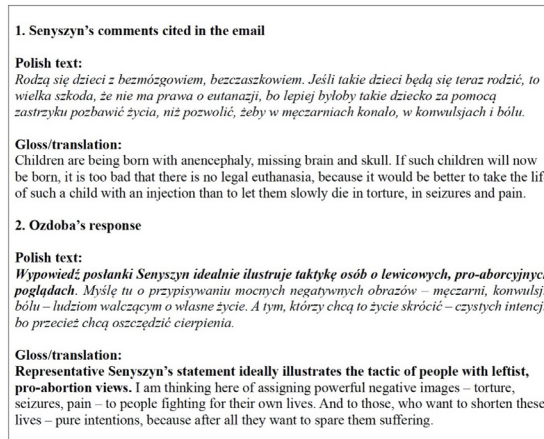 1. Senyszyn's comments cited in the email
Polish text:
Rodzą się dzieci z bezmózgowiem, bezczaszkowiem. Jeśli takie dzieci będą się teraz rodzić, to
wielka szkoda, że nie ma prawa o eutanazji, bo lepiej byłoby takie dziecko za pomocą
zastrzyku pozbawić życia, niż pozwolić, żeby w męczarniach konało, w konwulsjach i bólu.
Gloss/translation:
Children are being born with anencephaly, missing brain and skull. If such children will now
be born, it is too bad that there is no legal euthanasia, because it would be better to take the lif
of such a child with an injection than to let them slowly die in torture, in seizures and pain.
2. Ozdoba's response
Polish text:
Wypowiedź posłanki Senyszyn idealnie ilustruje taktykę osób o lewicowych, pro-aborcyjnyc
poglądach. Myślę tu o przypisywaniu mocnych negatywnych obrazów – męczarni, konwulsj
bólu – ludziom walczącym o własne życie. A tym, którzy chcą to życie skrócić – czystych intencj
bo przecież chcą oszczędzić cierpienia.
Gloss/translation:
Representative Senyszyn's statement ideally illustrates the tactic of people with leftist,
pro-abortion views. I am thinking here of assigning powerful negative images – torture,
seizures, pain – to people fighting for their own lives. And to those, who want to shorten these
lives – pure intentions, because after all they want to spare them suffering.